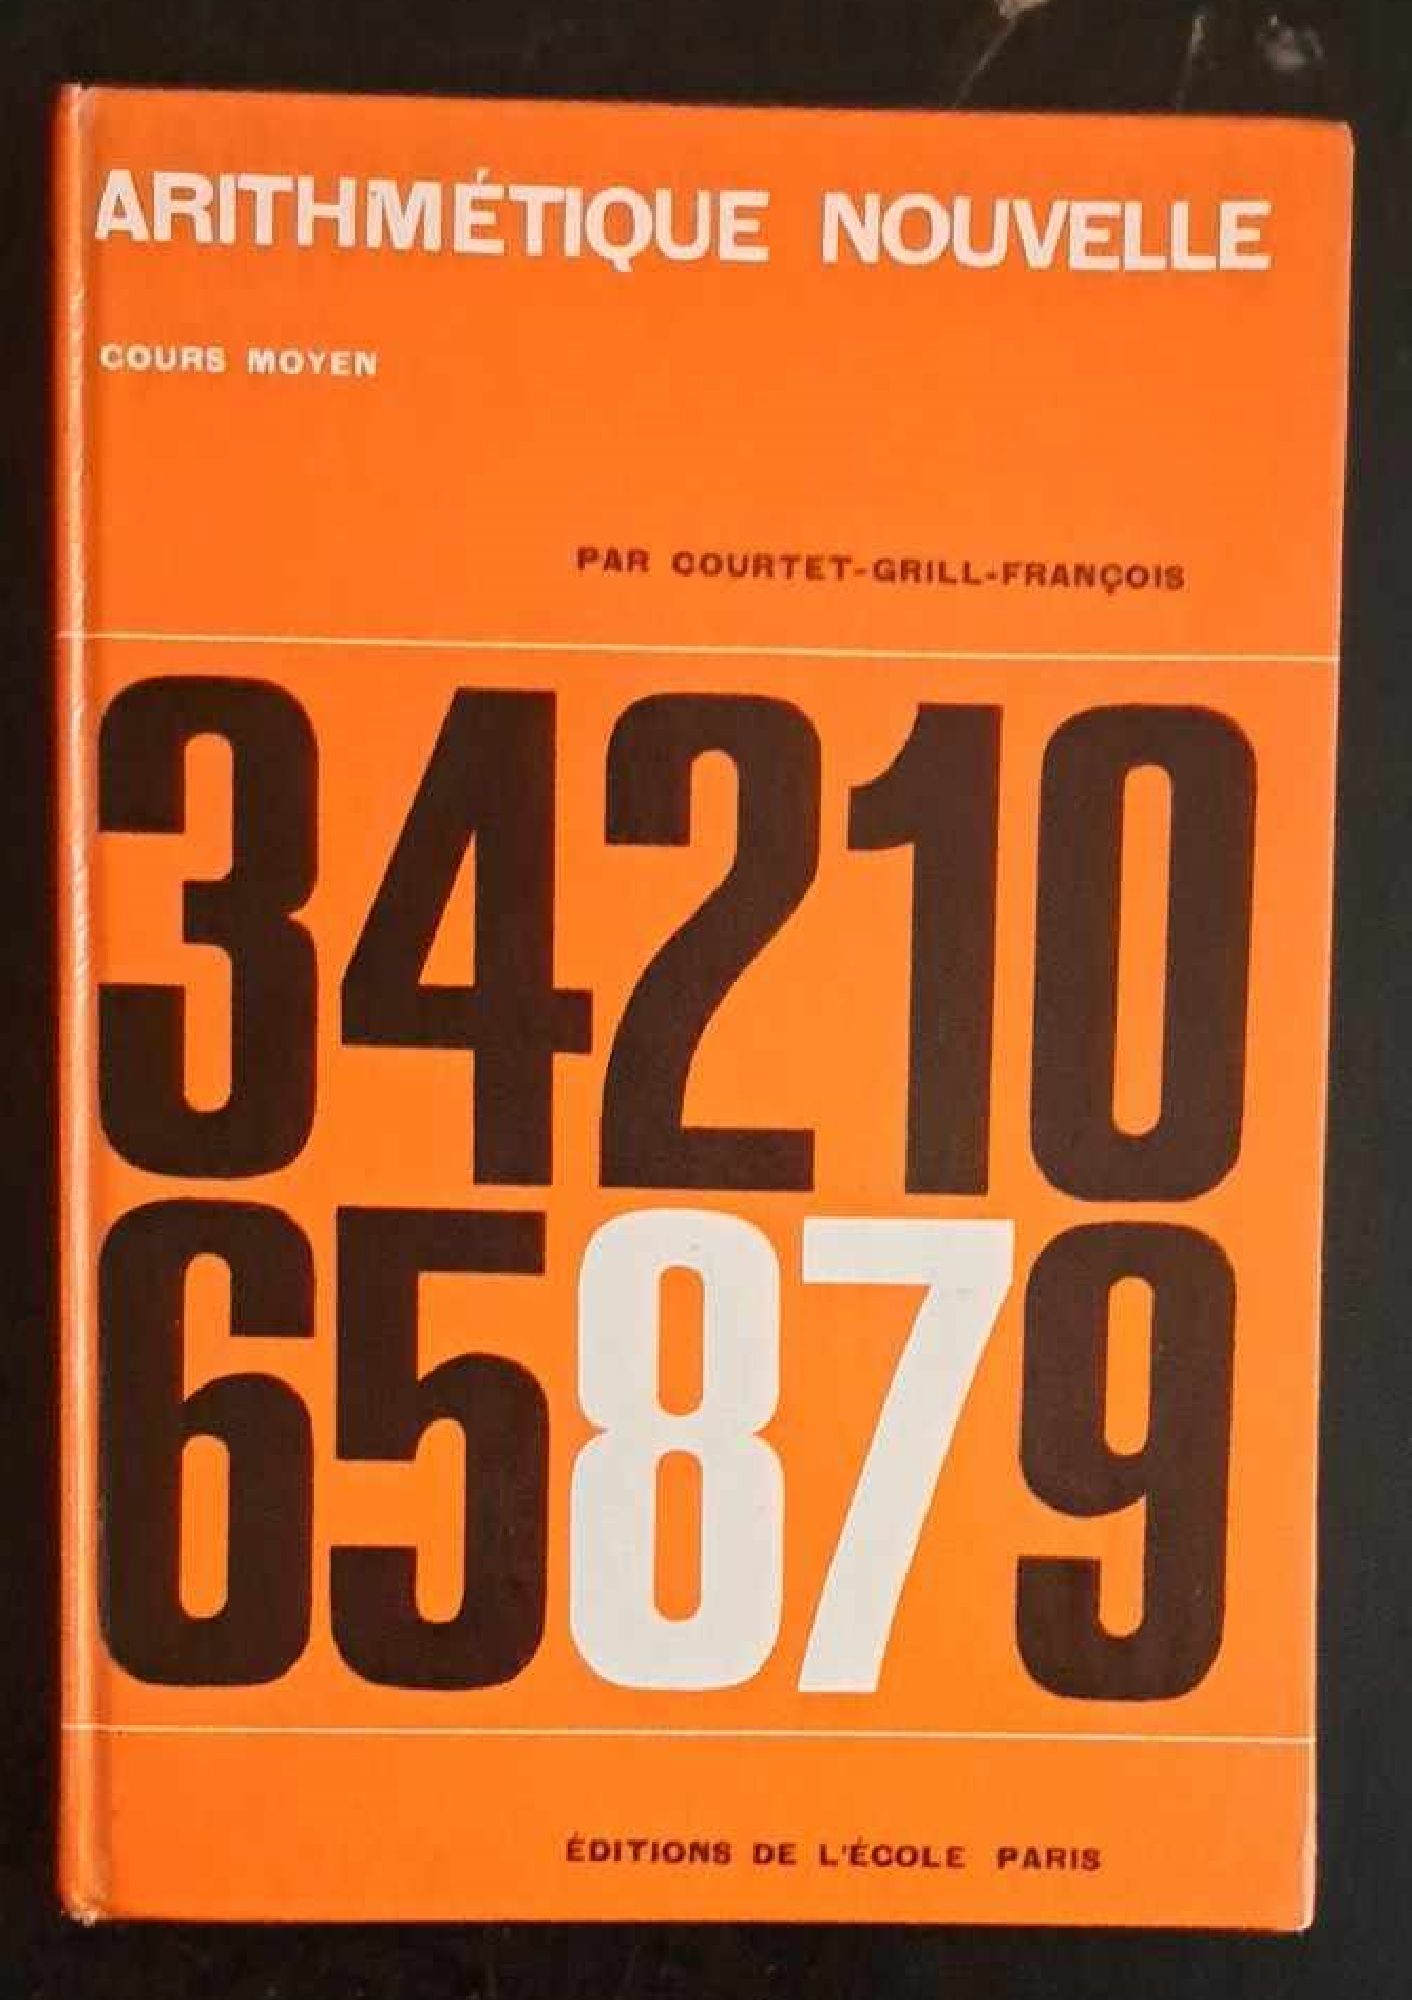 ARITHMÉTIQUE NOUVELLE
COURS MOYEN
PAR COURTET-GRILL-FRANÇOIS
34210
65879
ÉDITIONS DE L'ÉCOLE PARIS